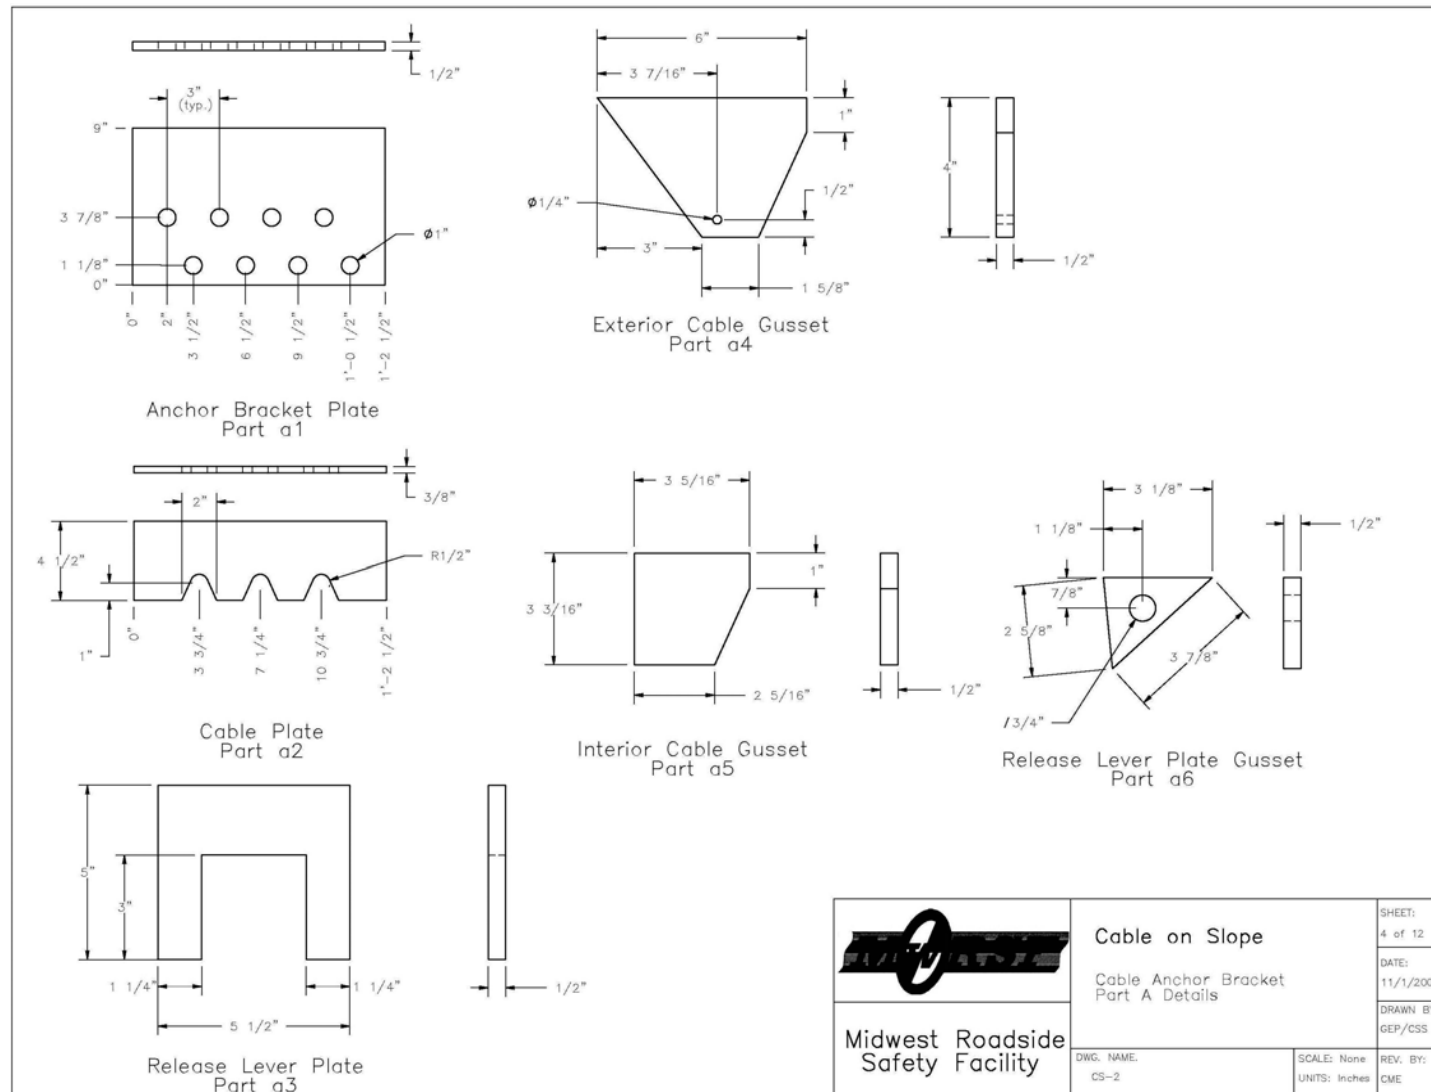 1/2"
3"
(typ.)
9"
3 7/8"
1 1/8"
0"
Ø1"
0"
2"
3 1/2"
6 1/2"
9 1/2"
1'-0 1/2"
1'-2 1/2"
Anchor Bracket Plate
Part a1
6"
3 7/16"
1"
1/2"
Ø1/4"
3"
1 5/8"
4"
1/2"
Exterior Cable Gusset
Part a4
3/8"
2"
4 1/2"
R1/2"
1"
0"
3 3/4"
7 1/4"
10 3/4"
1'-2 1/2"
Cable Plate
Part a2
3 5/16"
1"
3 3/16"
2 5/16"
1/2"
Interior Cable Gusset
Part a5
3 1/8"
1 1/8"
1/2"
7/8"
2 5/8"
3 7/8"
/3/4"
Release Lever Plate Gusset
Part a6
5"
3"
1 1/4"
1 1/4"
5 1/2"
1/2"
Release Lever Plate
Part a3
Midwest Roadside
Safety Facility
Cable on Slope
Cable Anchor Bracket
Part A Details
DWG. NAME.
CS-2
SCALE: None
UNITS: Inches
SHEET:
4 of 12
DATE:
11/1/200
DRAWN B
GEP/CSS
REV. BY:
CME